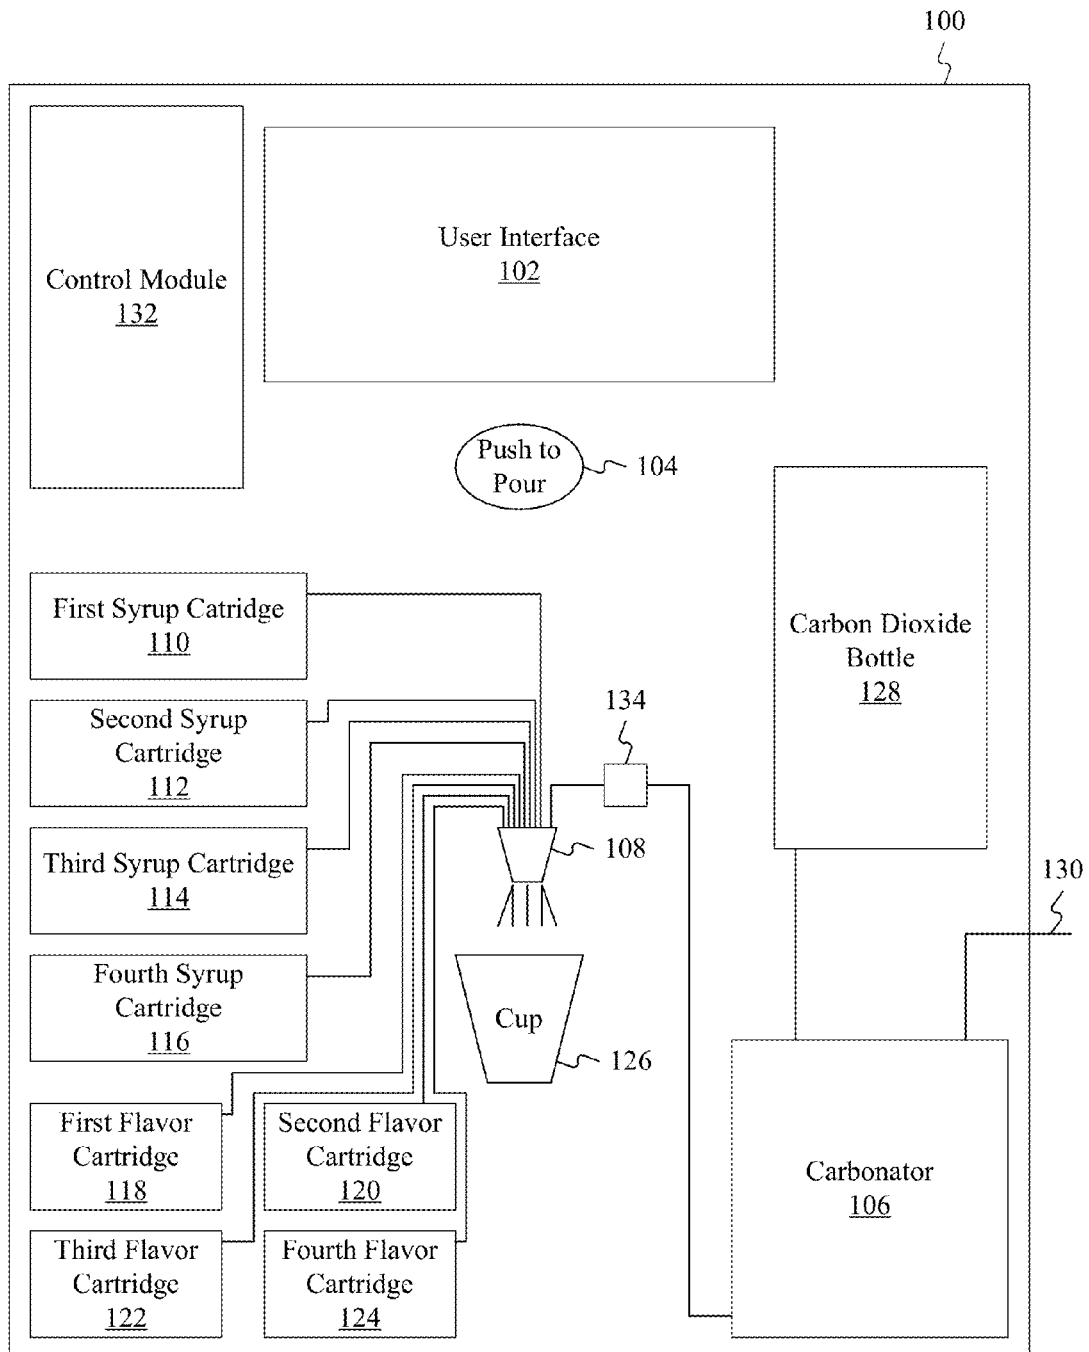 100
Control Module
132
User Interface
102
Push to
Pour
104
First Syrup Catridge
110
Carbon Dioxide
Bottle
128
Second Syrup
Cartridge
112
134
Third Syrup Cartridge
114
108
130
Fourth Syrup
Cartridge
116
Cup
126
First Flavor
Cartridge
118
Second Flavor
Cartridge
120
Carbonator
106
Third Flavor
Cartridge
122
Fourth Flavor
Cartridge
124